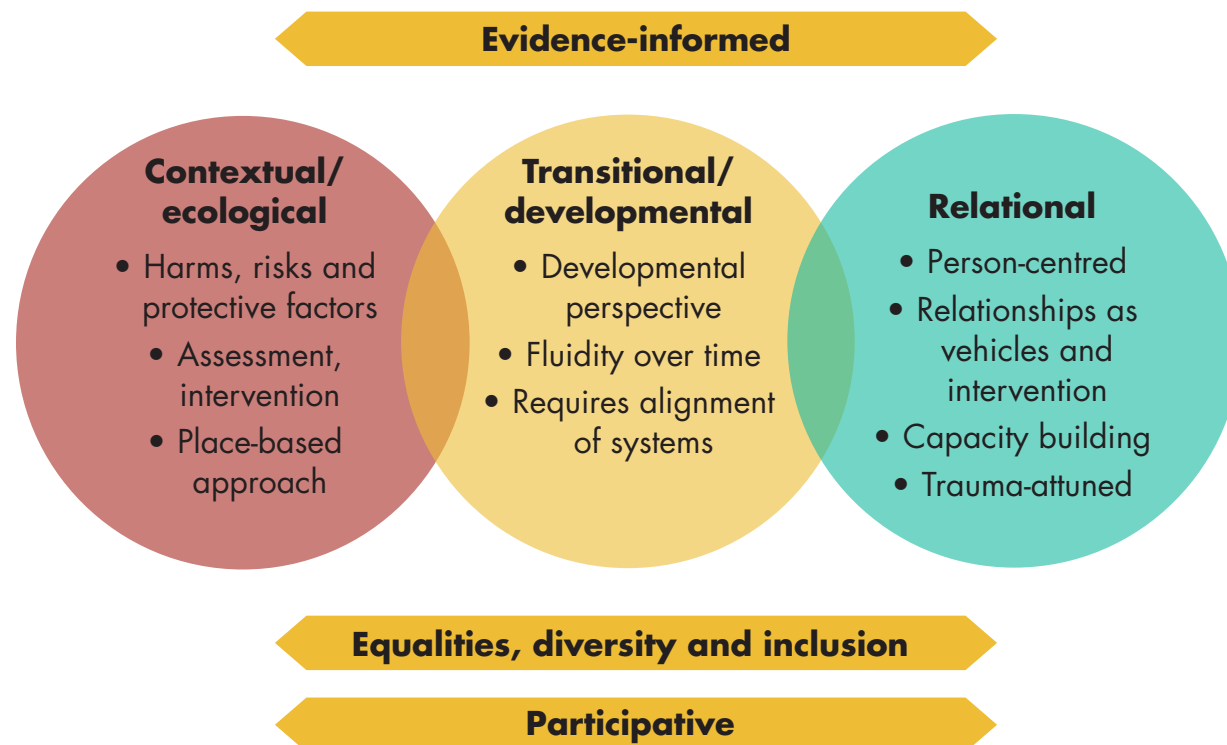 Evidence-informed
Contextual/
ecological
• Harms, risks and
protective factors
• Assessment,
intervention
• Place-based
approach
Transitional/
developmental
• Developmental
perspective
• Fluidity over time
• Requires alignment
of systems
Relational
• Person-centred
• Relationships as
vehicles and
intervention
• Capacity building
• Trauma-attuned
Equalities, diversity and inclusion
Participative